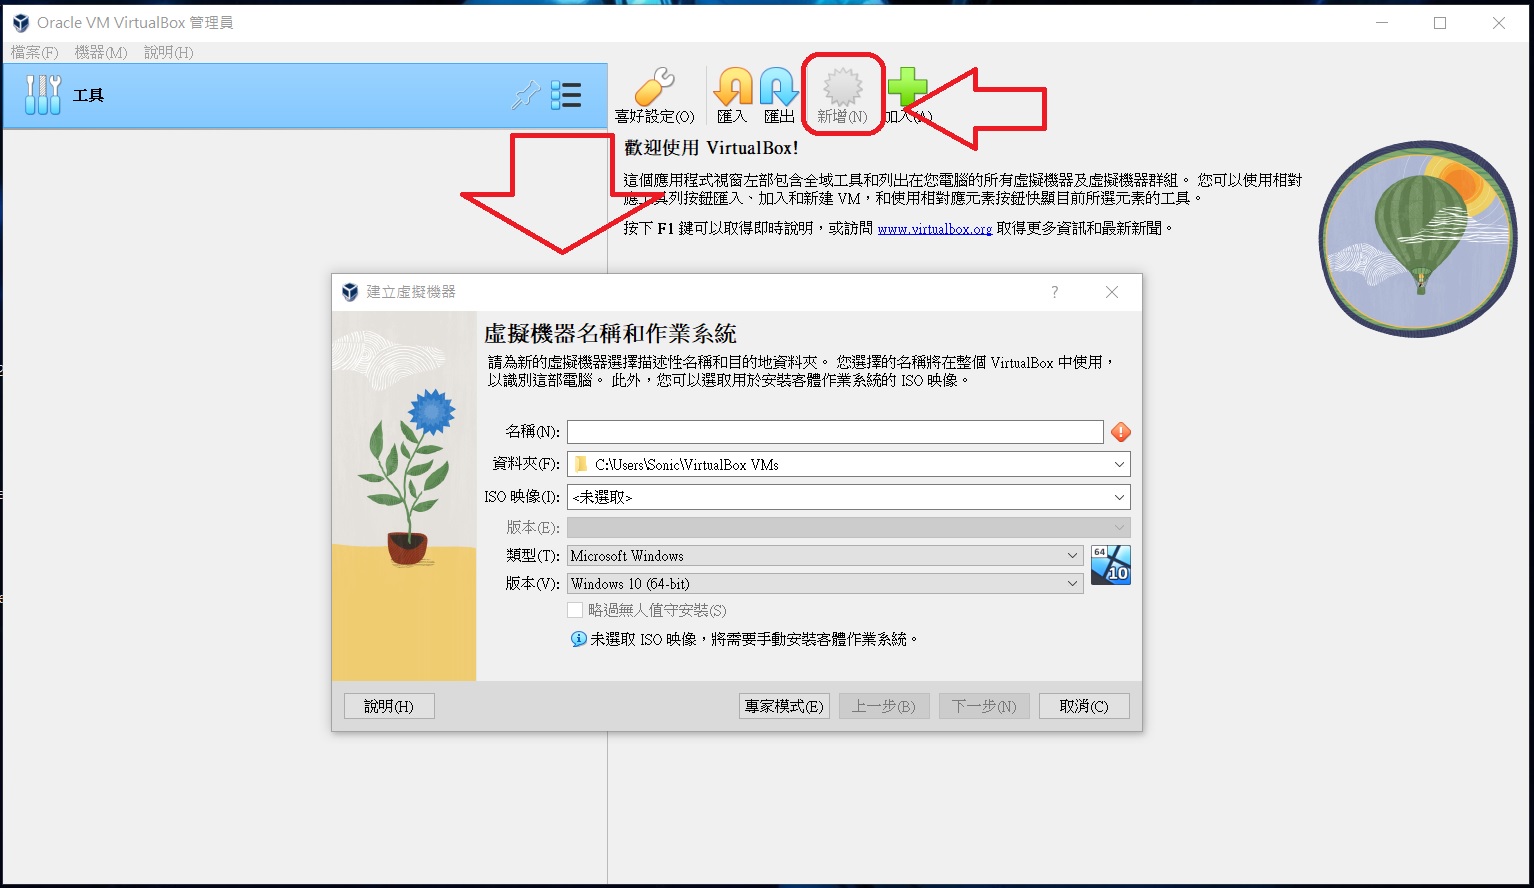 Oracle VM VirtualBox 管理員
檔案(F) 機器(M) 說明(H)
工具
喜好設定(O) 匯入 匯出 新增(N) 加入(A)
歡迎使用 VirtualBox!
這個應用程式視窗左部包含全域工具和列出在您電腦的所有虛擬機器及虛擬機器群組。 您可以使用相對
應工具列按鈕匯入、加入和新建 VM，和使用相對應元素按鈕快顯目前所選元素的工具。
按下 F1 鍵可以取得即時說明，或訪問 www.virtualbox.org 取得更多資訊和最新新聞。
建立虛擬機器
?
虛擬機器名稱和作業系統
請為新的虛擬機器選擇描述性名稱和目的地資料夾。 您選擇的名稱將在整個 VirtualBox 中使用，
以識別這部電腦。 此外，您可以選取用於安裝客體作業系統的 ISO 映像。
名稱(N):
資料夾(F): C:\Users\Sonic\VirtualBox VMs
ISO 映像(I): <未選取>
版本(E):
類型(T): Microsoft Windows
64
10
版本(V): Windows 10 (64-bit)
略過無人值守安裝(S)
未選取 ISO 映像，將需要手動安裝客體作業系統。
說明(H) 專家模式(E) 上一步(B) 下一步(N) 取消(C)